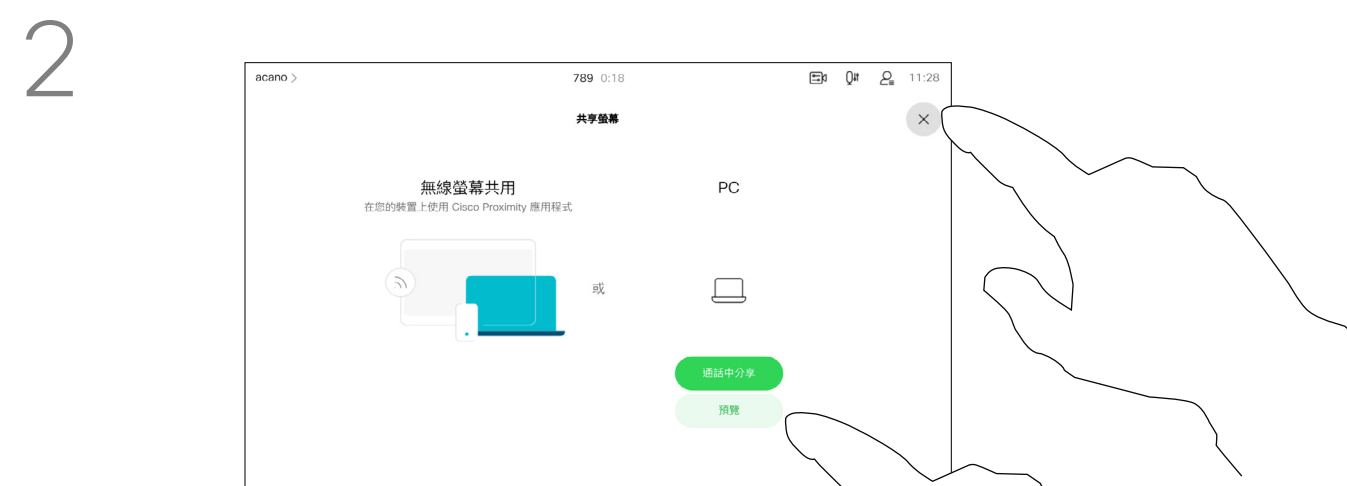 2
acano >
789 0:18
11:28
共享螢幕
無線螢幕共用
在您的裝置上使用 Cisco Proximity 應用程式
PC
或
通話中分享
預覽